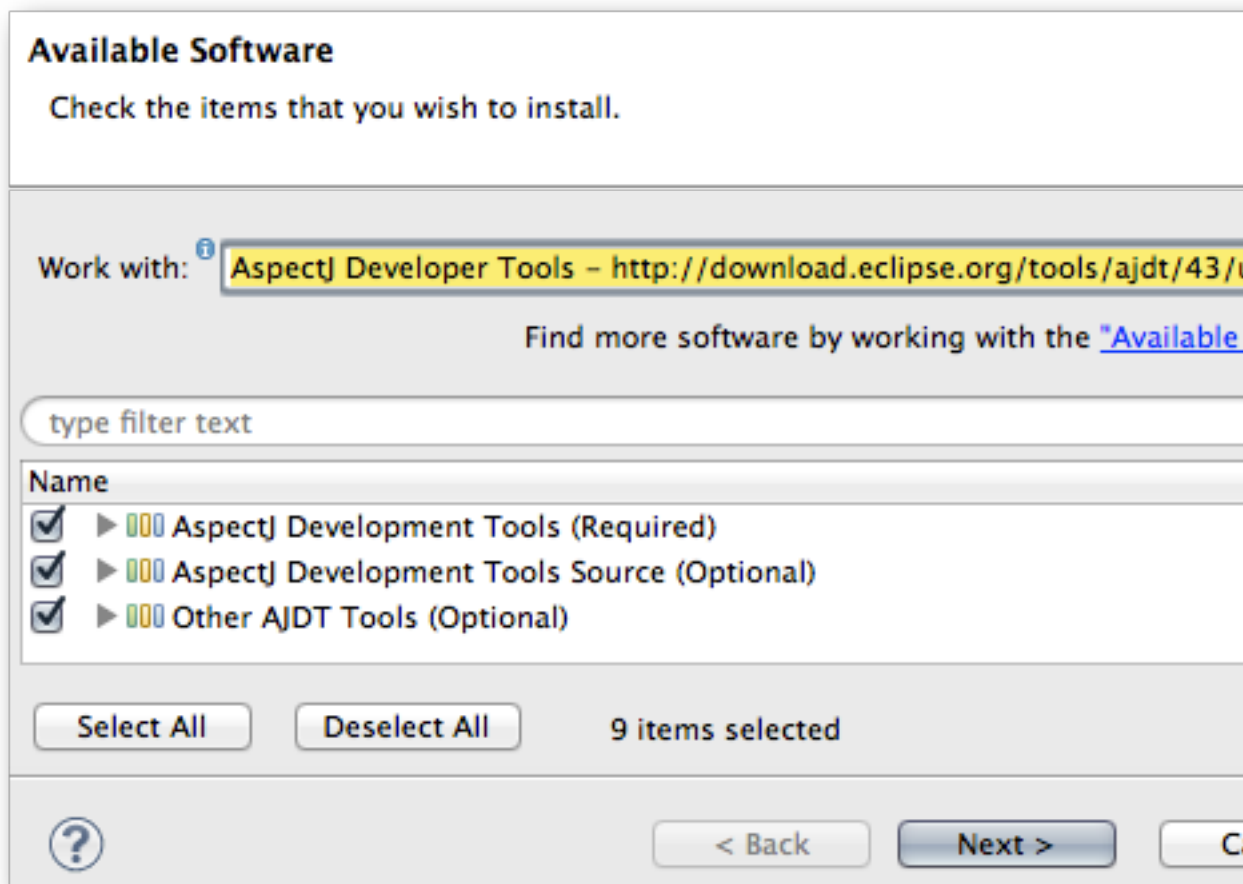 Available Software
Check the items that you wish to install.
Work with: AspectJ Developer Tools – http://download.eclipse.org/tools/ajdt/43/u
Find more software by working with the "Available
type filter text
Name
AspectJ Development Tools (Required)
AspectJ Development Tools Source (Optional)
Other AJDT Tools (Optional)
Select All Deselect All 9 items selected
? < Back Next > Ca